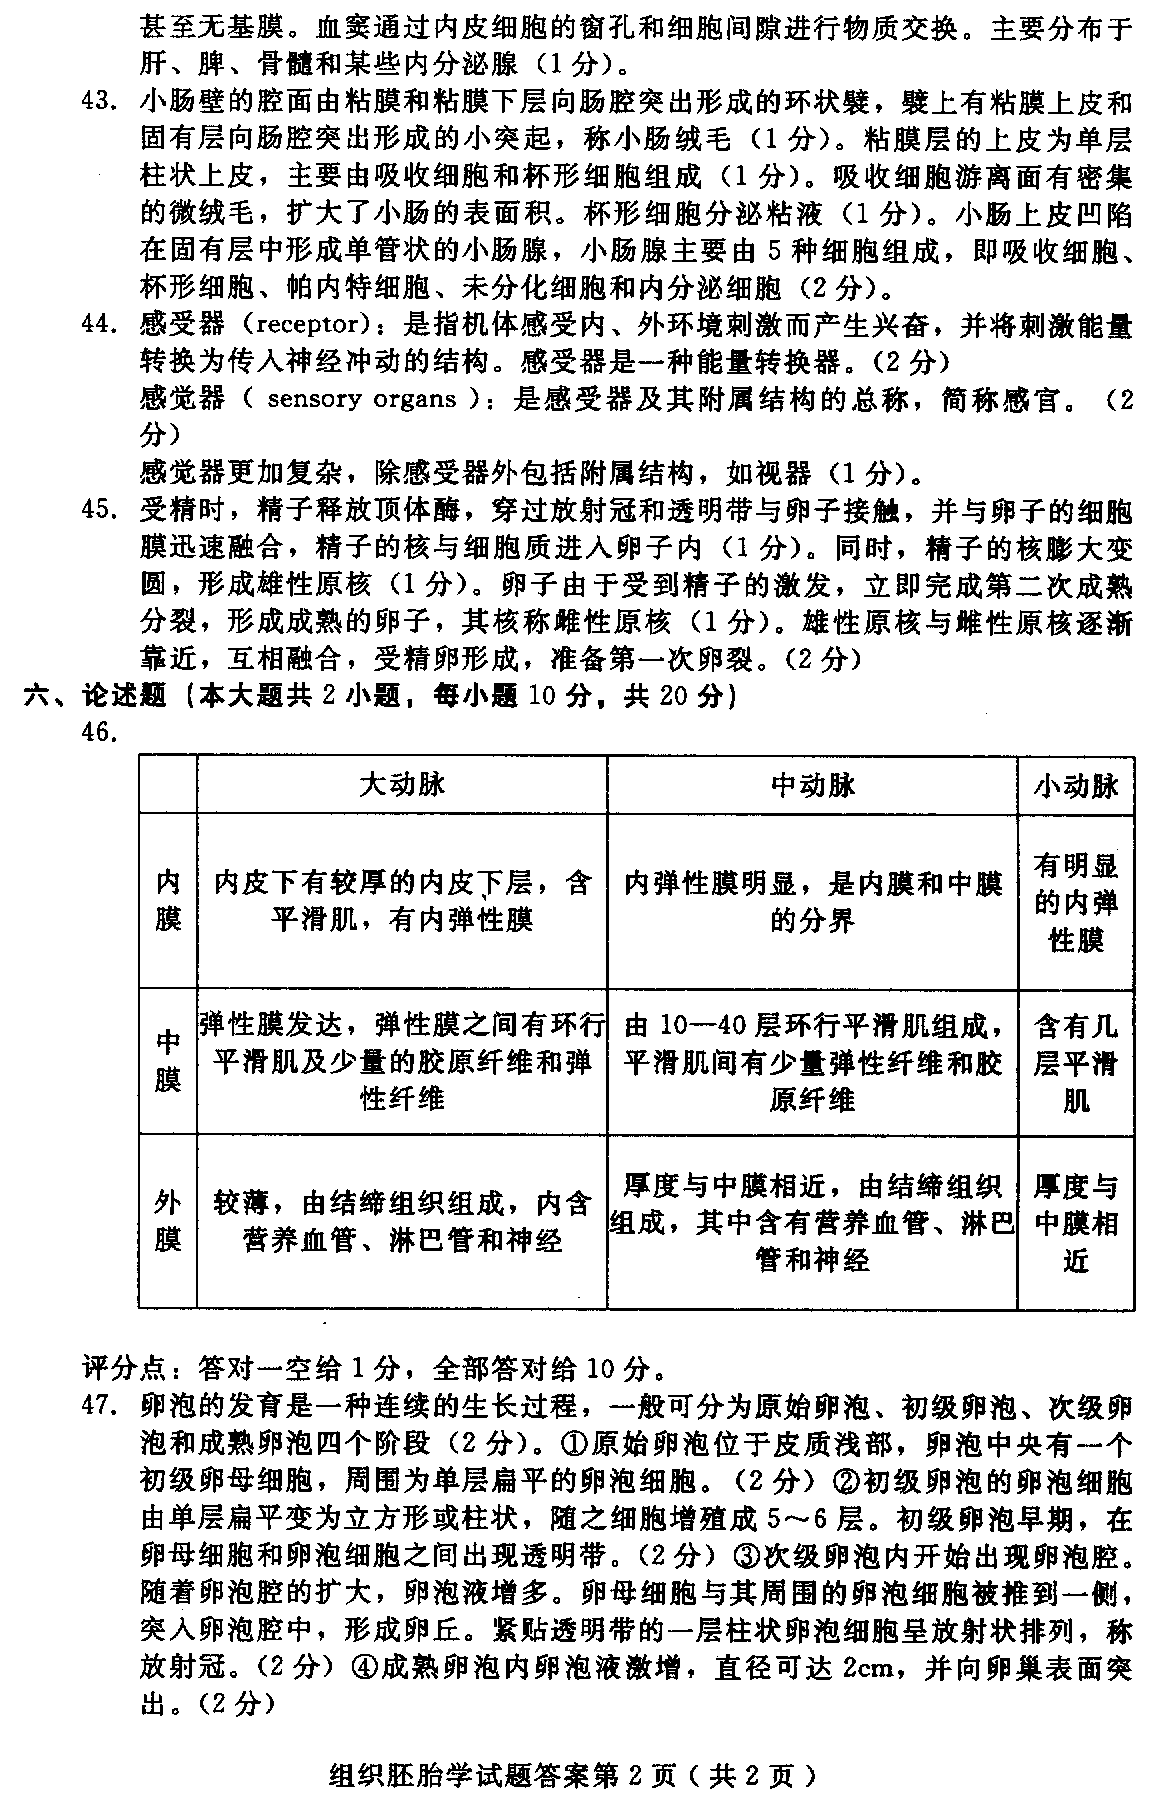 甚至无基膜。血窦通过内皮细胞的窗孔和细胞间隙进行物质交换。主要分布于
肝、脾、骨髓和某些内分泌腺（1分）。
43. 小肠壁的腔面由粘膜和粘膜下层向肠腔突出形成的环状襞，襞上有粘膜上皮和
固有层向肠腔突出形成的小突起，称小肠绒毛（1分）。粘膜层的上皮为单层
柱状上皮，主要由吸收细胞和杯形细胞组成（1分）。吸收细胞游离面有密集
的微绒毛，扩大了小肠的表面积。杯形细胞分泌粘液（1分）。小肠上皮凹陷
在固有层中形成单管状的小肠腺，小肠腺主要由5种细胞组成，即吸收细胞、
杯形细胞、帕内特细胞、未分化细胞和内分泌细胞（2分）。
44. 感受器（receptor）：是指机体感受内、外环境刺激而产生兴奋，并将刺激能量
转换为传入神经冲动的结构。感受器是一种能量转换器。（2分）
感觉器（ sensory organs ）：是感受器及其附属结构的总称，简称感官。（2
分）
感觉器更加复杂，除感受器外包括附属结构，如视器（1分）。
45. 受精时，精子释放顶体酶，穿过放射冠和透明带与卵子接触，并与卵子的细胞
膜迅速融合，精子的核与细胞质进入卵子内（1分）。同时，精子的核膨大变
圆，形成雄性原核（1分）。卵子由于受到精子的激发，立即完成第二次成熟
分裂，形成成熟的卵子，其核称雌性原核（1分）。雄性原核与雌性原核逐渐
靠近，互相融合，受精卵形成，准备第一次卵裂。（2分）
六、论述题（本大题共2小题，每小题10分，共20分）
46.
大动脉 中动脉 小动脉
内膜 内皮下有较厚的内皮下层，含平滑肌，有内弹性膜 内弹性膜明显，是内膜和中膜的分界 有明显的内弹性膜
中膜 弹性膜发达，弹性膜之间有环行平滑肌及少量的胶原纤维和弹性纤维 由10—40层环行平滑肌组成，平滑肌间有少量弹性纤维和胶原纤维 含有几层平滑肌
外膜 较薄，由结缔组织组成，内含营养血管、淋巴管和神经 厚度与中膜相近，由结缔组织组成，其中含有营养血管、淋巴管和神经 厚度与中膜相近
评分点：答对一空给1分，全部答对给10分。
47. 卵泡的发育是一种连续的生长过程，一般可分为原始卵泡、初级卵泡、次级卵
泡和成熟卵泡四个阶段（2分）。①原始卵泡位于皮质浅部，卵泡中央有一个
初级卵母细胞，周围为单层扁平的卵泡细胞。（2分）②初级卵泡的卵泡细胞
由单层扁平变为立方形或柱状，随之细胞增殖成5～6层。初级卵泡早期，在
卵母细胞和卵泡细胞之间出现透明带。（2分）③次级卵泡内开始出现卵泡腔。
随着卵泡腔的扩大，卵泡液增多。卵母细胞与其周围的卵泡细胞被推到一侧，
突入卵泡腔中，形成卵丘。紧贴透明带的一层柱状卵泡细胞呈放射状排列，称
放射冠。（2分）④成熟卵泡内卵泡液激增，直径可达2cm，并向卵巢表面突
出。（2分）
组织胚胎学试题答案第2页（共2页）